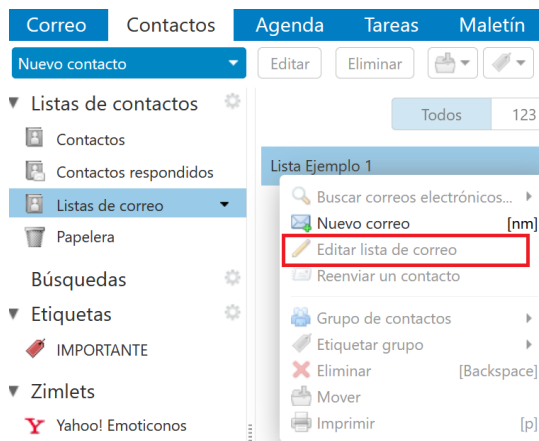 Correo Contactos Agenda Tareas Maletín
Nuevo contacto Editar Eliminar
Listas de contactos
Contactos
Contactos respondidos
Listas de correo
Papelera
Búsquedas
Etiquetas
IMPORTANTE
Zimlets
Yahoo! Emoticonos
Todos 123
Lista Ejemplo 1
Buscar correos electrónicos...
Nuevo correo [nm]
Editar lista de correo
Reenviar un contacto
Grupo de contactos
Etiquetar grupo
Eliminar [Backspace]
Mover
Imprimir [p]